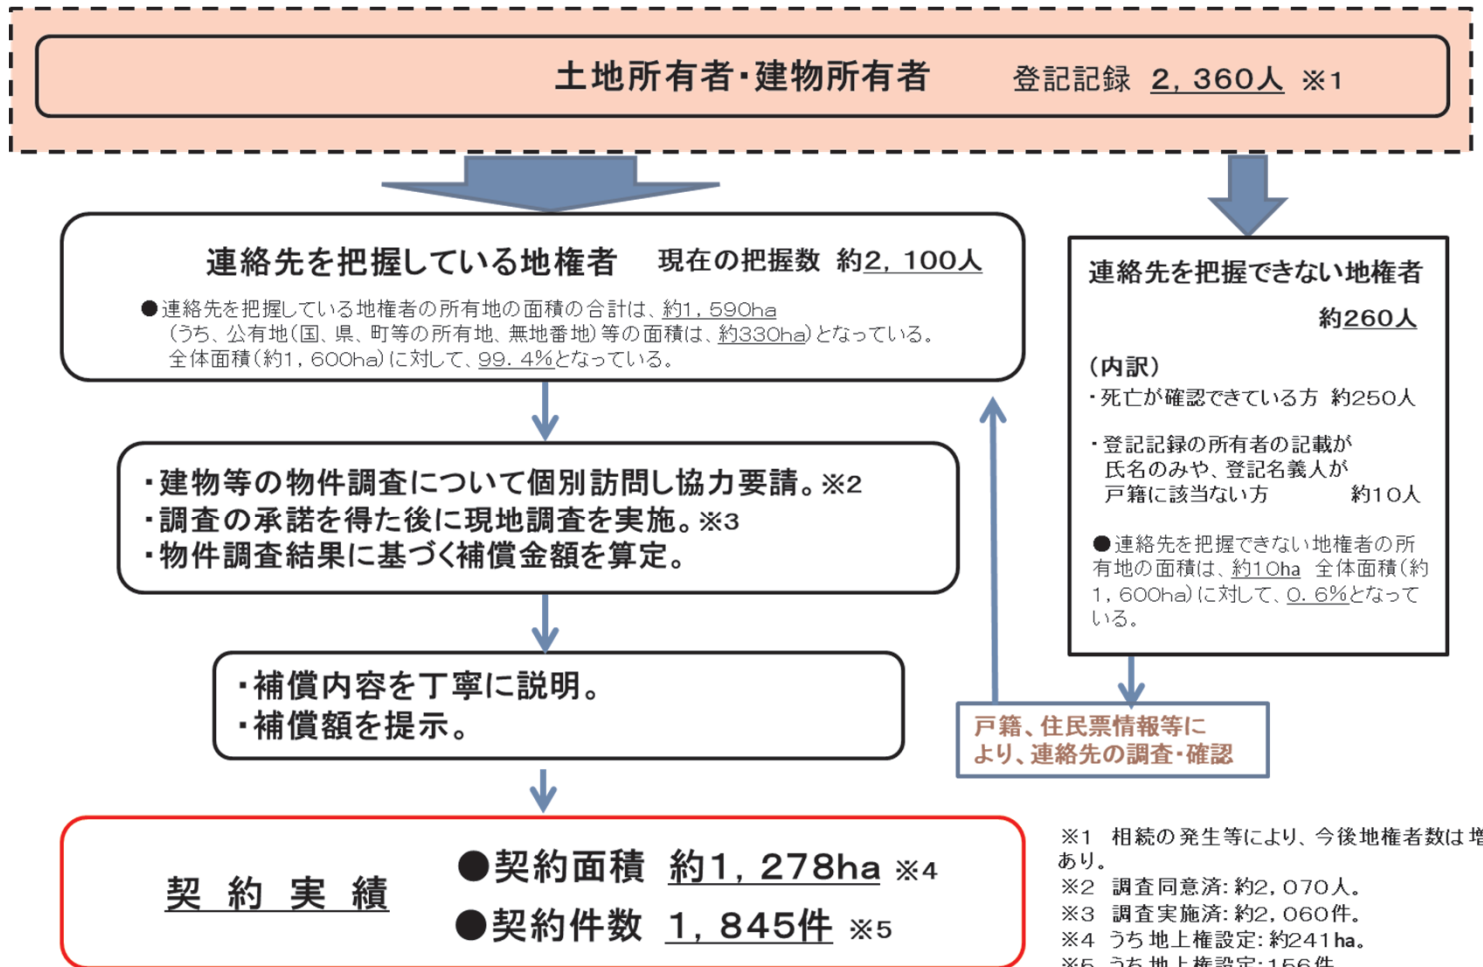 土地所有者・建物所有者 登記記録 2,360人 ※1
連絡先を把握している地権者 現在の把握数 約2,100人
●連絡先を把握している地権者の所有地の面積の合計は、約1,590ha
(うち、公有地(国、県、町等の所有地、無地番地)等の面積は、約330ha)となっている。
全体面積(約1,600ha)に対して、99.4%となっている。
・建物等の物件調査について個別訪問し協力要請。※2
・調査の承諾を得た後に現地調査を実施。※3
・物件調査結果に基づく補償金額を算定。
・補償内容を丁寧に説明。
・補償額を提示。
契約実績
●契約面積 約1,278ha ※4
●契約件数 1,845件 ※5
連絡先を把握できない地権者
約260人
(内訳)
・死亡が確認できている方 約250人
・登記記録の所有者の記載が
氏名のみや、登記名義人が
戸籍に該当ない方 約10人
●連絡先を把握できない地権者の所
有地の面積は、約10ha 全体面積(約
1,600ha)に対して、0.6%となって
いる。
戸籍、住民票情報等に
より、連絡先の調査・確認
※1 相続の発生等により、今後地権者数は増
あり。
※2 調査同意済:約2,070人。
※3 調査実施済:約2,060件。
※4 うち地上権設定:約241ha。
※5 うち地上権設定:156件